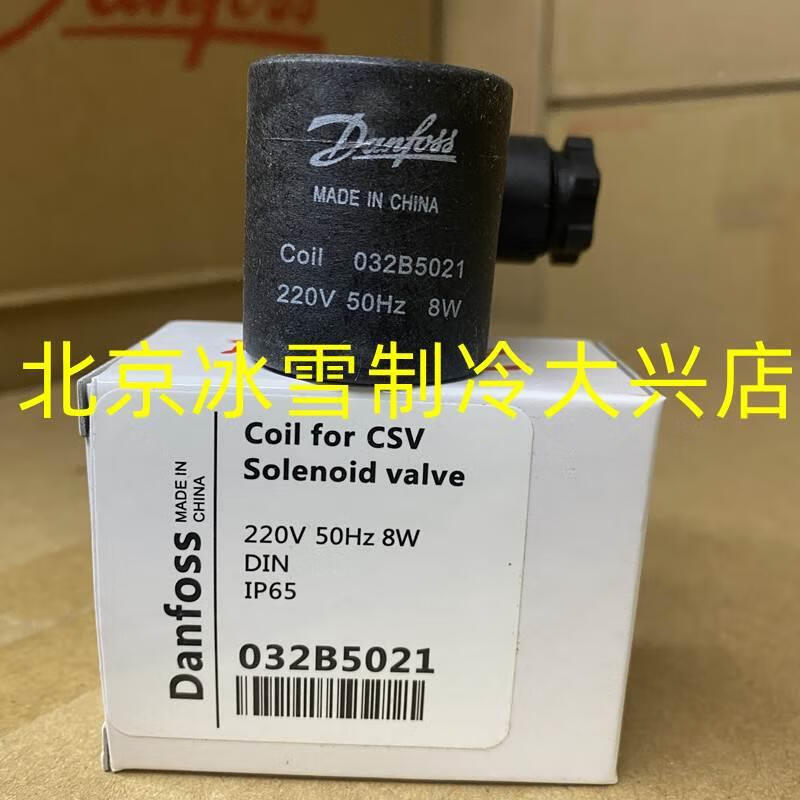 Danfoss
MADE IN CHINA
Coil 032B5021
220V 50Hz 8W
北京冰雪制冷大兴店
Coil for CSV
Solenoid valve
220V 50Hz 8W
DIN
IP65
032B5021
Danfoss
MADE IN
CHINA